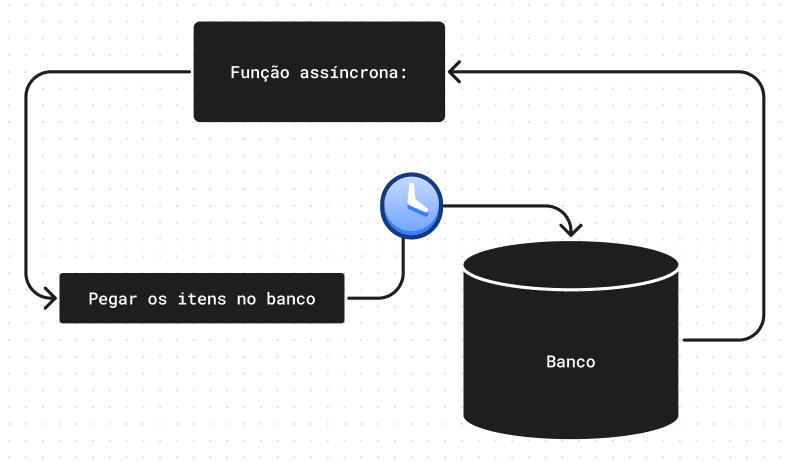 Função assíncrona:
Pegar os itens no banco
Banco